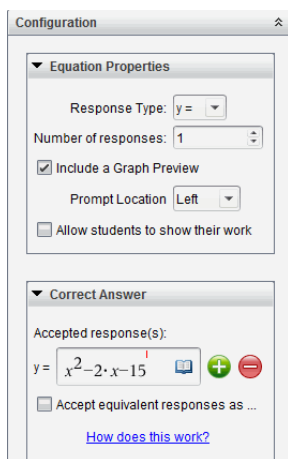 Configuration
Equation Properties
Response Type: y =
Number of responses: 1
Include a Graph Preview
Prompt Location Left
Allow students to show their work
Correct Answer
Accepted response(s):
y = x²−2·x−15
Accept equivalent responses as ...
How does this work?